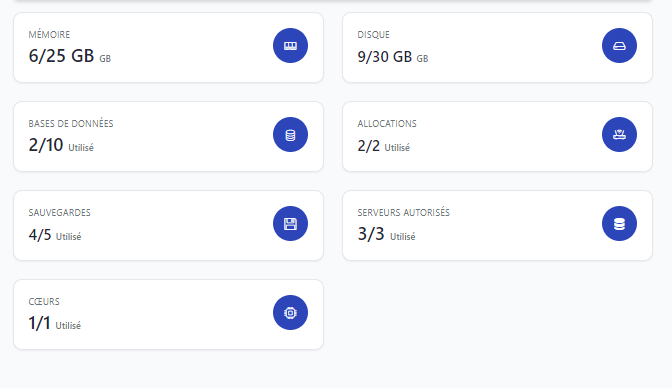 MÉMOIRE
6/25 GB GB
DISQUE
9/30 GB GB
BASES DE DONNÉES
2/10 Utilisé
ALLOCATIONS
2/2 Utilisé
SAUVEGARDES
4/5 Utilisé
SERVEURS AUTORISÉS
3/3 Utilisé
CŒURS
1/1 Utilisé